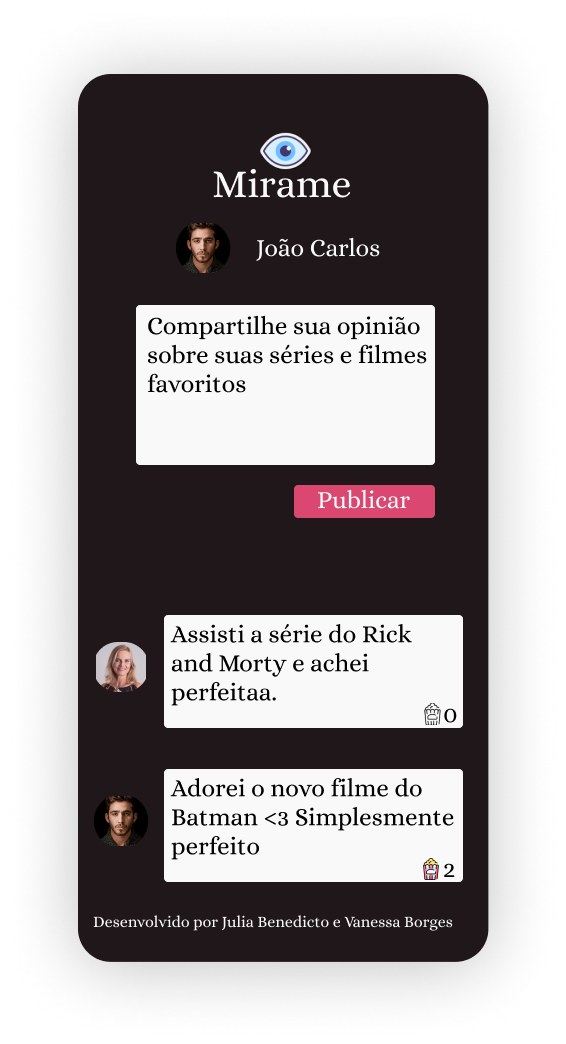 Mirame
João Carlos
Compartilhe sua opinião
sobre suas séries e filmes
favoritos
Publicar
Assisti a série do Rick
and Morty e achei
perfeitaa.
0
Adorei o novo filme do
Batman <3 Simplesmente
perfeito
2
Desenvolvido por Julia Benedicto e Vanessa Borges